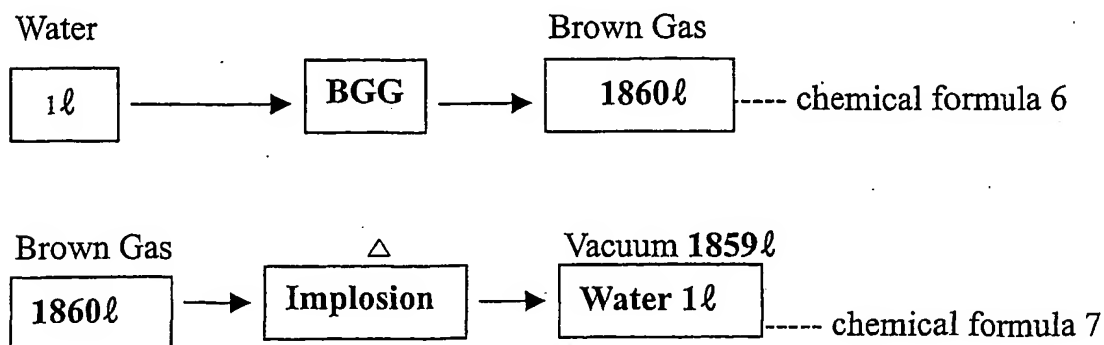 Water Brown Gas
1ℓ BGG 1860ℓ ----- chemical formula 6
Brown Gas △ Vacuum 1859ℓ
1860ℓ Implosion Water 1ℓ ----- chemical formula 7